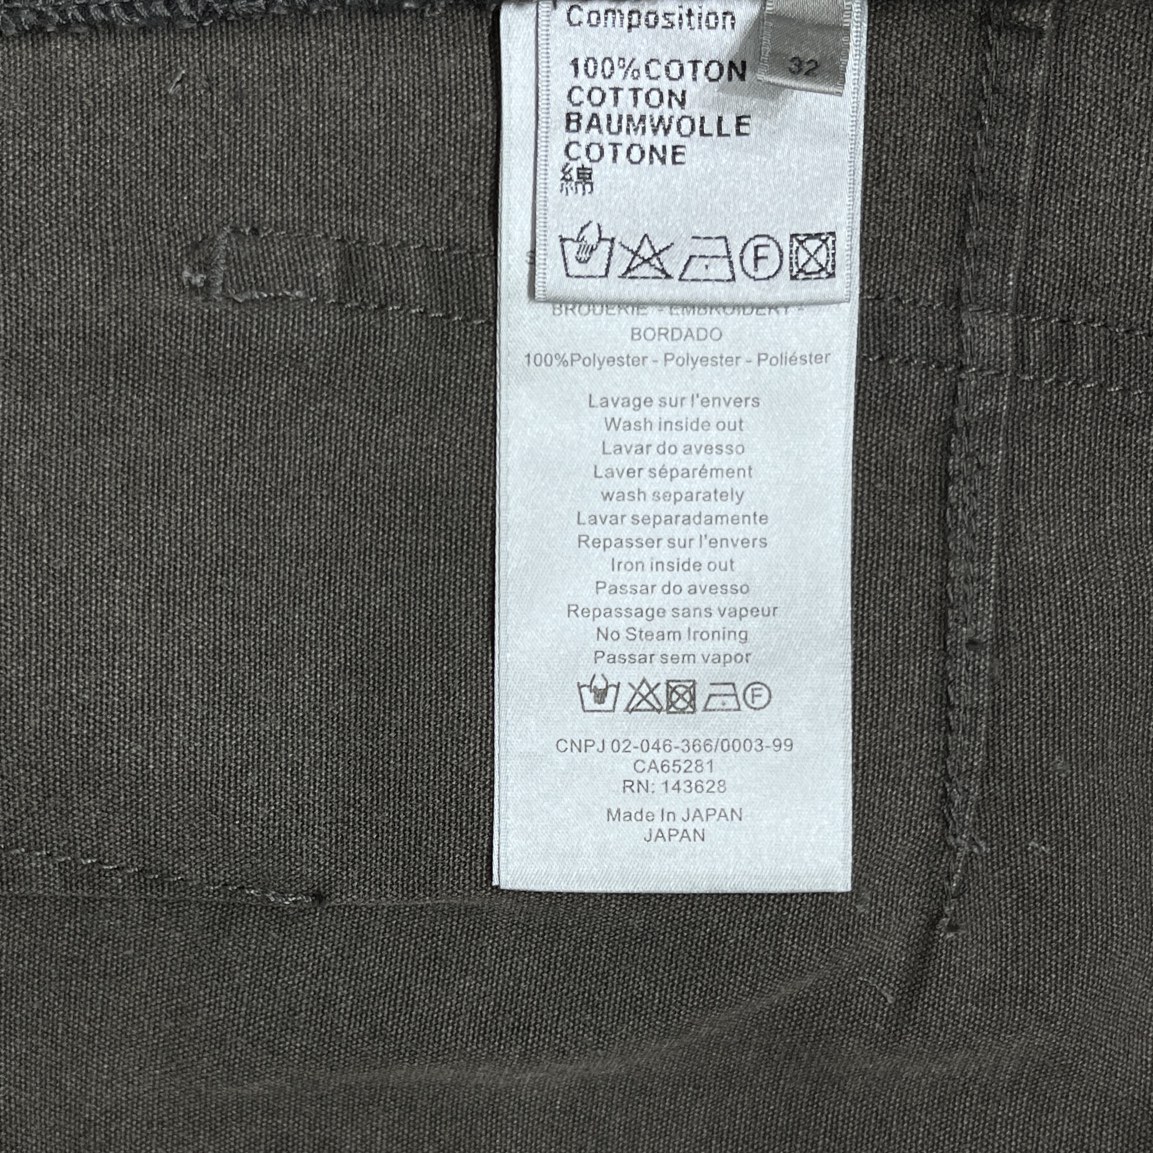 Composition
32
100%COTON
COTTON
BAUMWOLLE
COTONE
綿
F
BRODERIE - EMBROIDERY -
BORDADO
100%Polyester - Polyester - Poliéster
Lavage sur l'envers
Wash inside out
Lavar do avesso
Laver séparément
wash separately
Lavar separadamente
Repasser sur l'envers
Iron inside out
Passar do avesso
Repassage sans vapeur
No Steam Ironing
Passar sem vapor
F
CNPJ 02-046-366/0003-99
CA65281
RN: 143628
Made In JAPAN
JAPAN